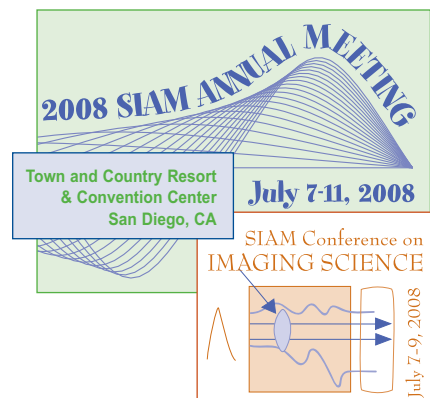 2008 SIAM ANNUAL MEETING
Town and Country Resort
& Convention Center
San Diego, CA
July 7-11, 2008
SIAM Conference on
IMAGING SCIENCE
July 7-9, 2008